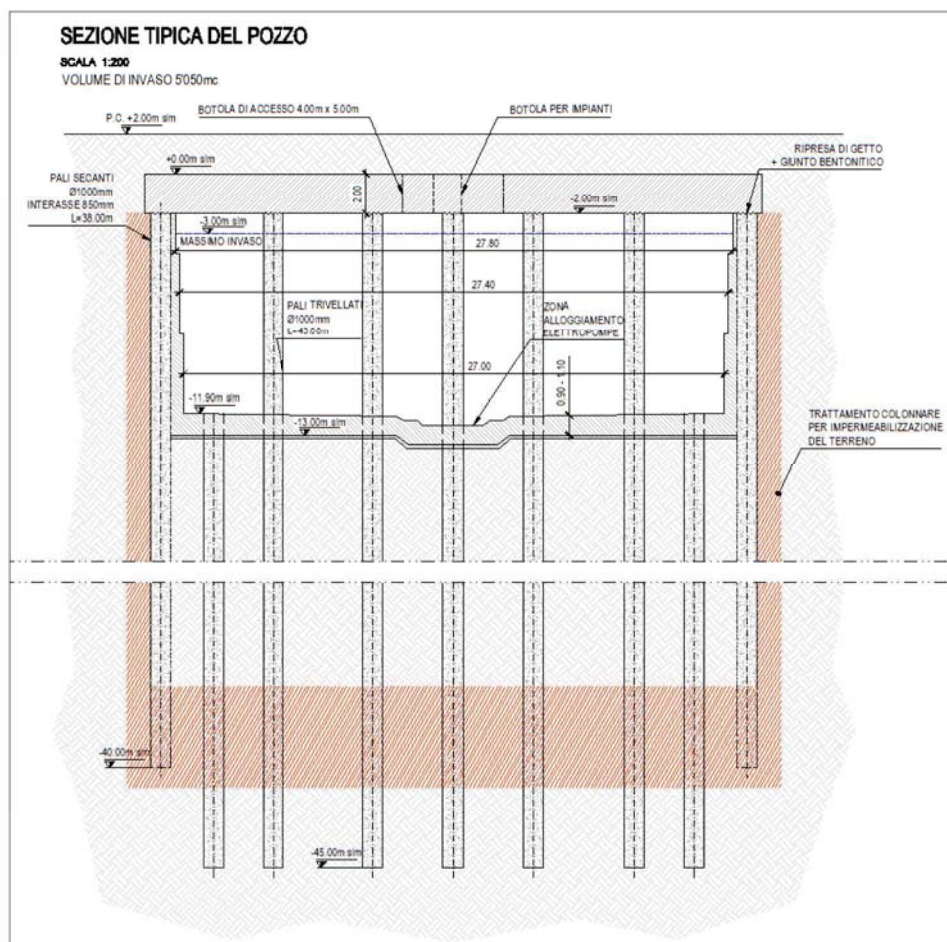 SEZIONE TIPICA DEL POZZO
SCALA 1:200
VOLUME DI INVASO 5'050mc
BOTOLA DI ACCESSO 4.00m x 5.00m
BOTOLA PER IMPIANTI
P.C. +2.00m slm
RIPRESA DI GETTO
+ GIUNTO BENTONITICO
+0.00m slm
PALI SECANTI
Ø1000mm
INTERASSE 850mm
L=38.00m
2.00
-2.00m slm
-3.00m slm
MASSIMO INVASO
27.80
27.40
PALI TRIVELLATI
Ø1000mm
L=43.00m
ZONA
ALLOGGIAMENTO
ELETTROPOMPE
27.00
0.90 - 1.10
-11.90m slm
-13.00m slm
TRATTAMENTO COLONNARE
PER IMPERMEABILIZZAZIONE
DEL TERRENO
-40.00m slm
-45.00m slm